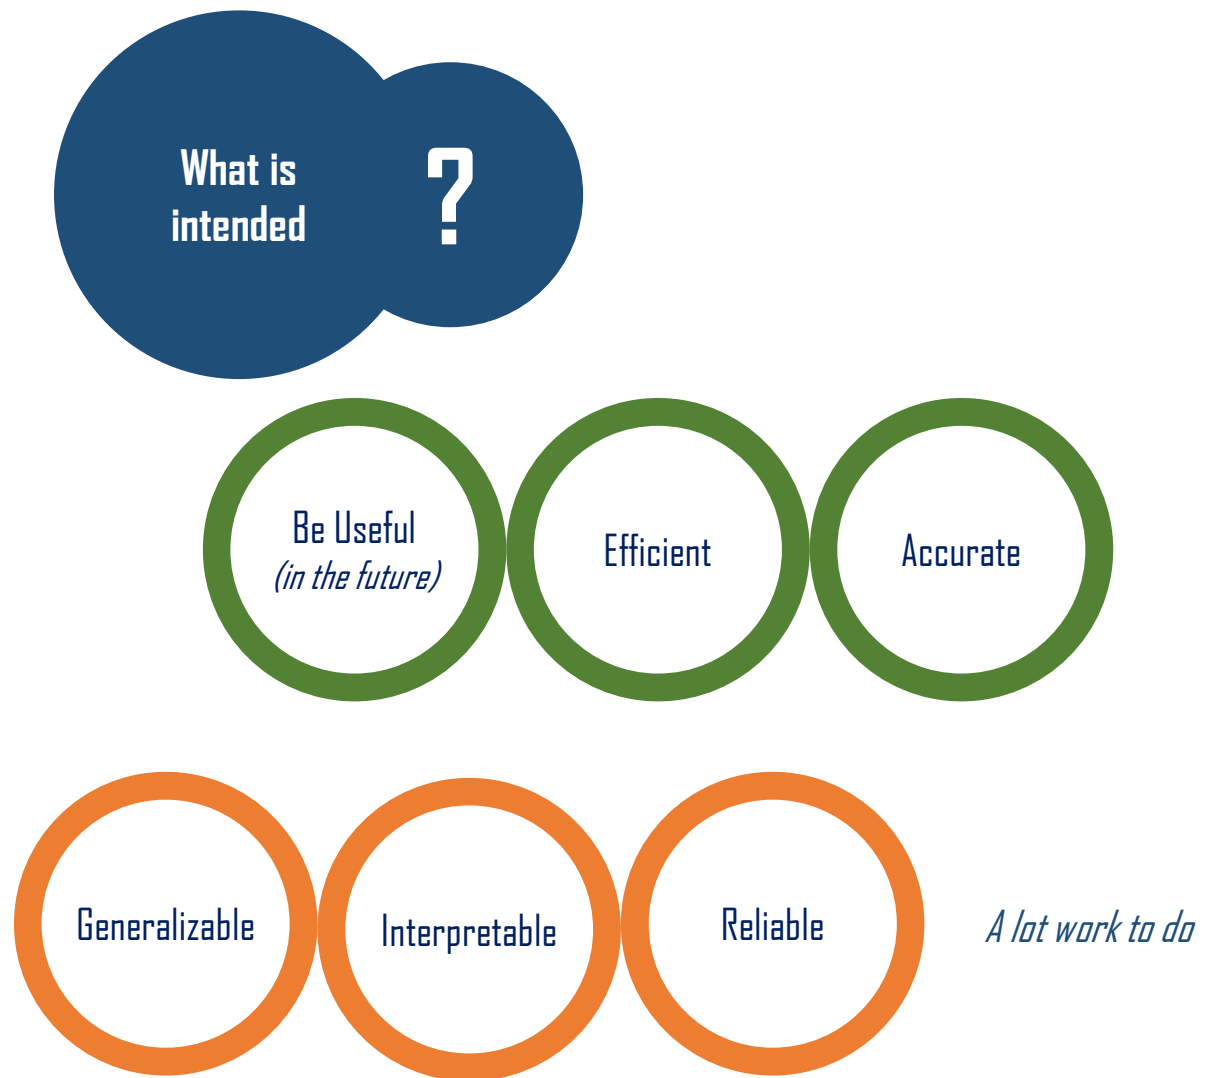 What is
intended
?
Be Useful
(in the future)
Efficient
Accurate
Generalizable
Interpretable
Reliable
A lot work to do